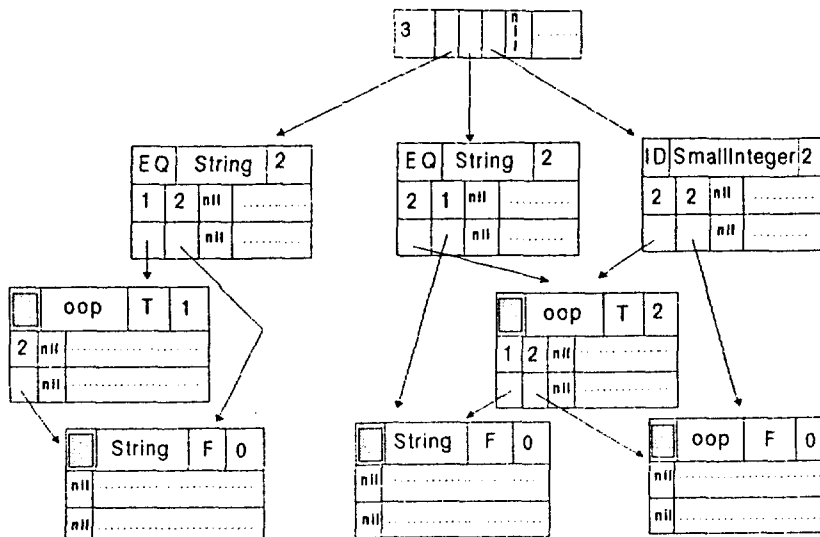 3 nil ..........
EQ String 2
1 2 nil ..........
nil ..........
EQ String 2
2 1 nil ..........
nil ..........
ID SmallInteger 2
2 2 nil ..........
nil ..........
oop T 1
2 nil ..........
nil ..........
oop T 2
1 2 nil ..........
nil ..........
String F 0
nil ..........
nil ..........
String F 0
nil ..........
nil ..........
oop F 0
nil ..........
nil ..........